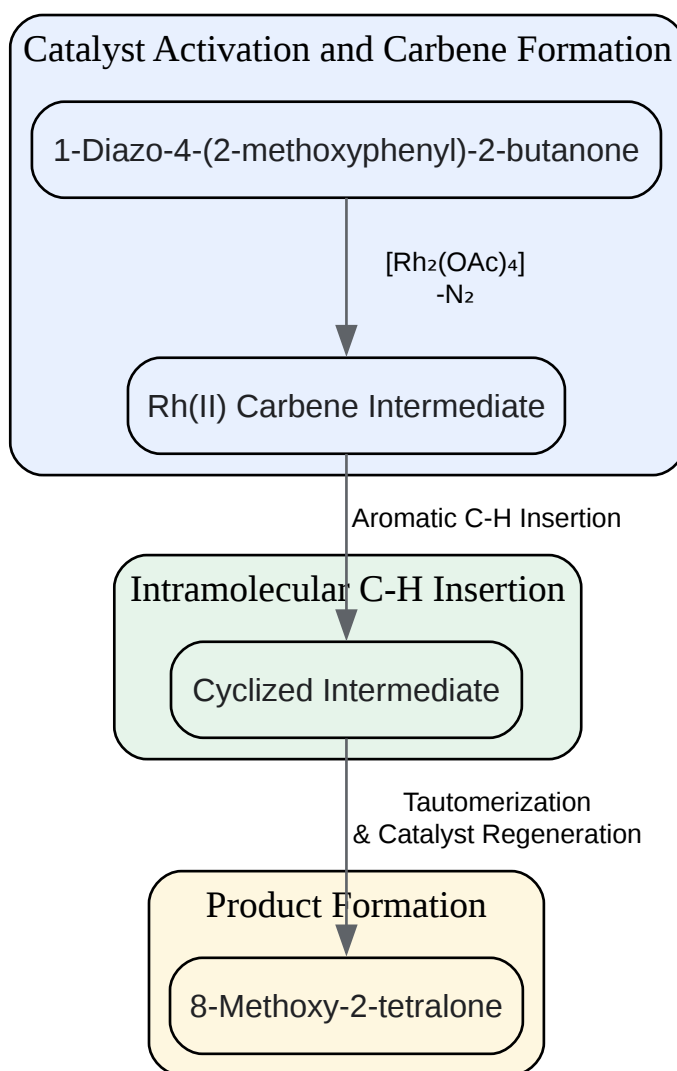 Catalyst Activation and Carbene Formation
1-Diazo-4-(2-methoxyphenyl)-2-butanone
[Rh₂(OAc)₄]
-N₂
Rh(II) Carbene Intermediate
Aromatic C-H Insertion
Intramolecular C-H Insertion
Cyclized Intermediate
Tautomerization
& Catalyst Regeneration
Product Formation
8-Methoxy-2-tetralone